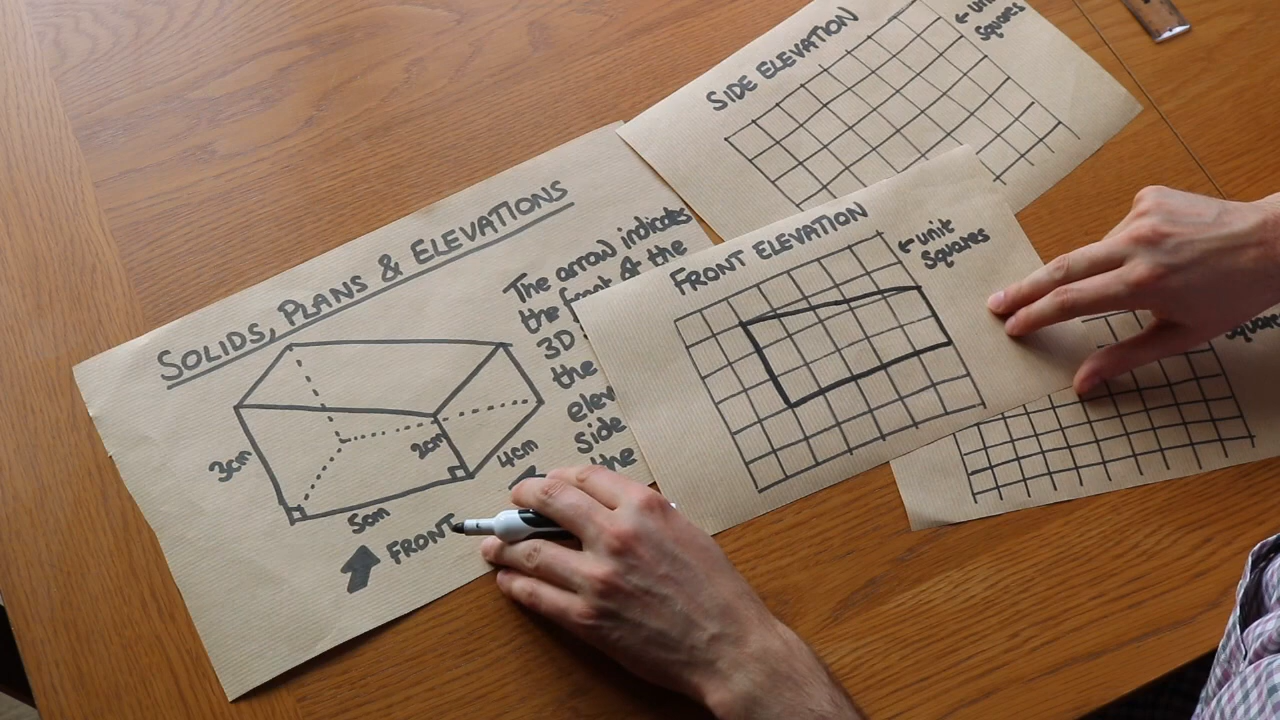 SOLIDS, PLANS & ELEVATIONS
3cm
2cm
4cm
5cm
FRONT
The arrow indicates
the front of the
3D
the
elev
side
the
SIDE ELEVATION
← unit
squares
FRONT ELEVATION
← unit
squares
squares